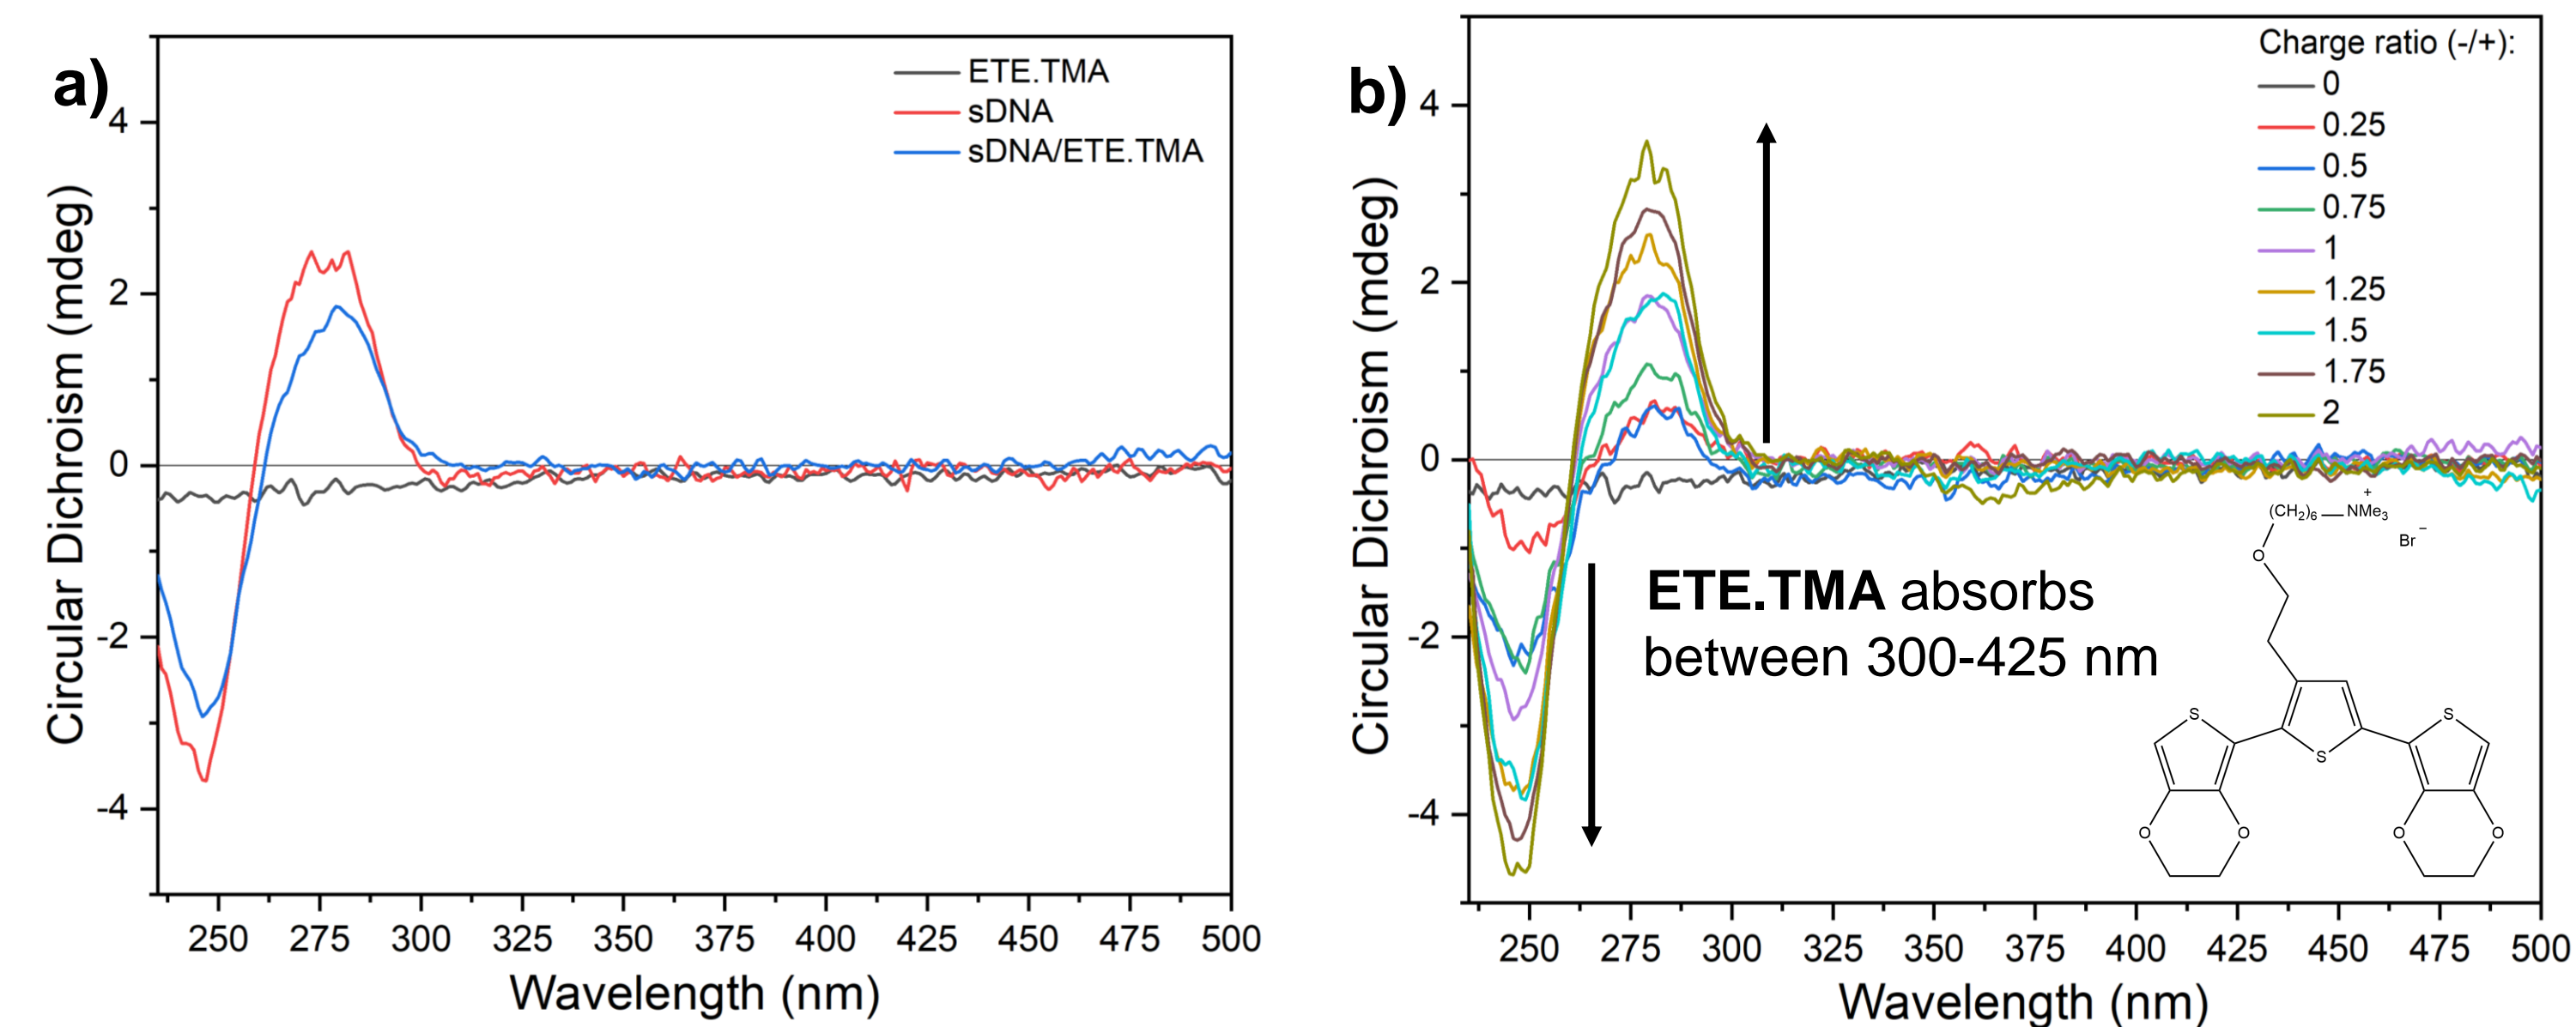 a)
Circular Dichroism (mdeg)
4
2
0
-2
-4
ETE.TMA
sDNA
sDNA/ETE.TMA
250 275 300 325 350 375 400 425 450 475 500
Wavelength (nm)
b)
Circular Dichroism (mdeg)
4
2
0
-2
-4
Charge ratio (-/+):
0
0.25
0.5
0.75
1
1.25
1.5
1.75
2
ETE.TMA absorbs
between 300-425 nm
(CH₂)₆ NMe₃ +
Br −
O
S S
S
O O O O
250 275 300 325 350 375 400 425 450 475 500
Wavelength (nm)